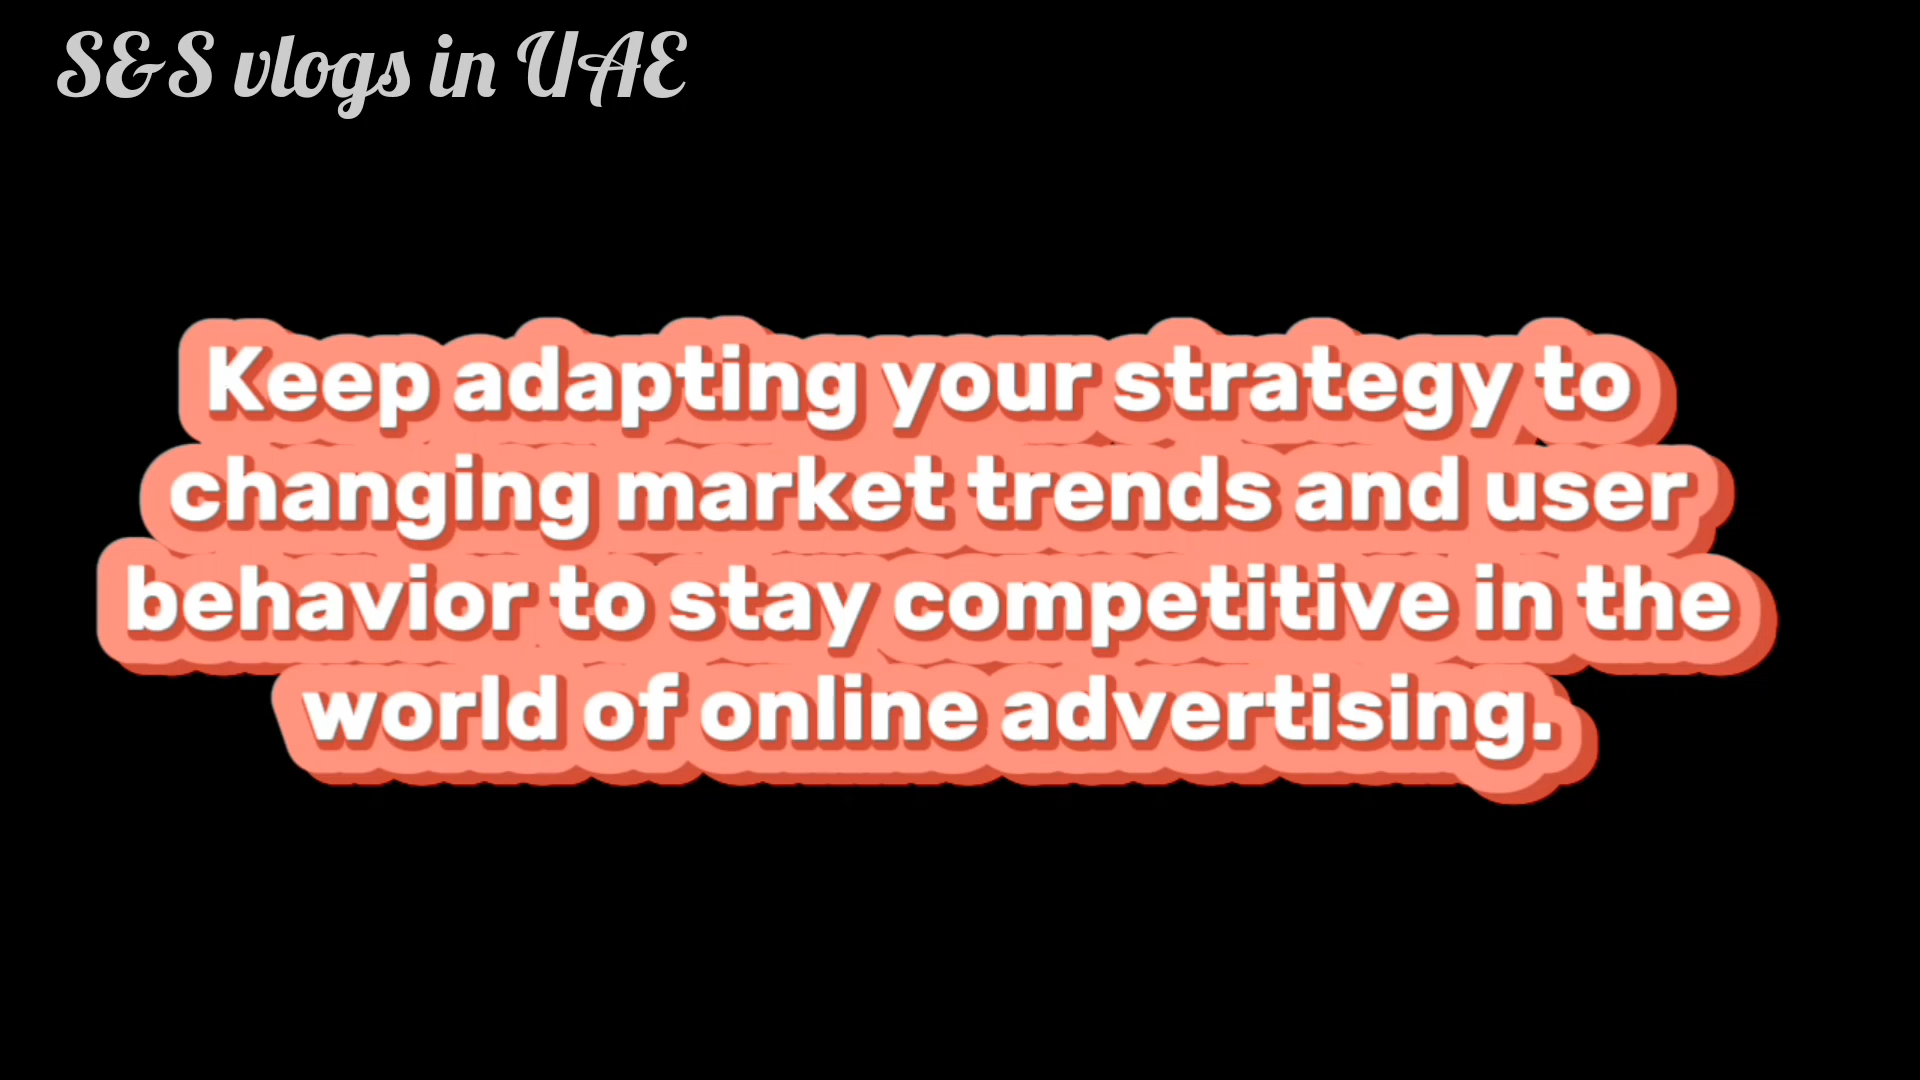 S&S vlogs in UAE
Keep adapting your strategy to
changing market trends and user
behavior to stay competitive in the
world of online advertising.